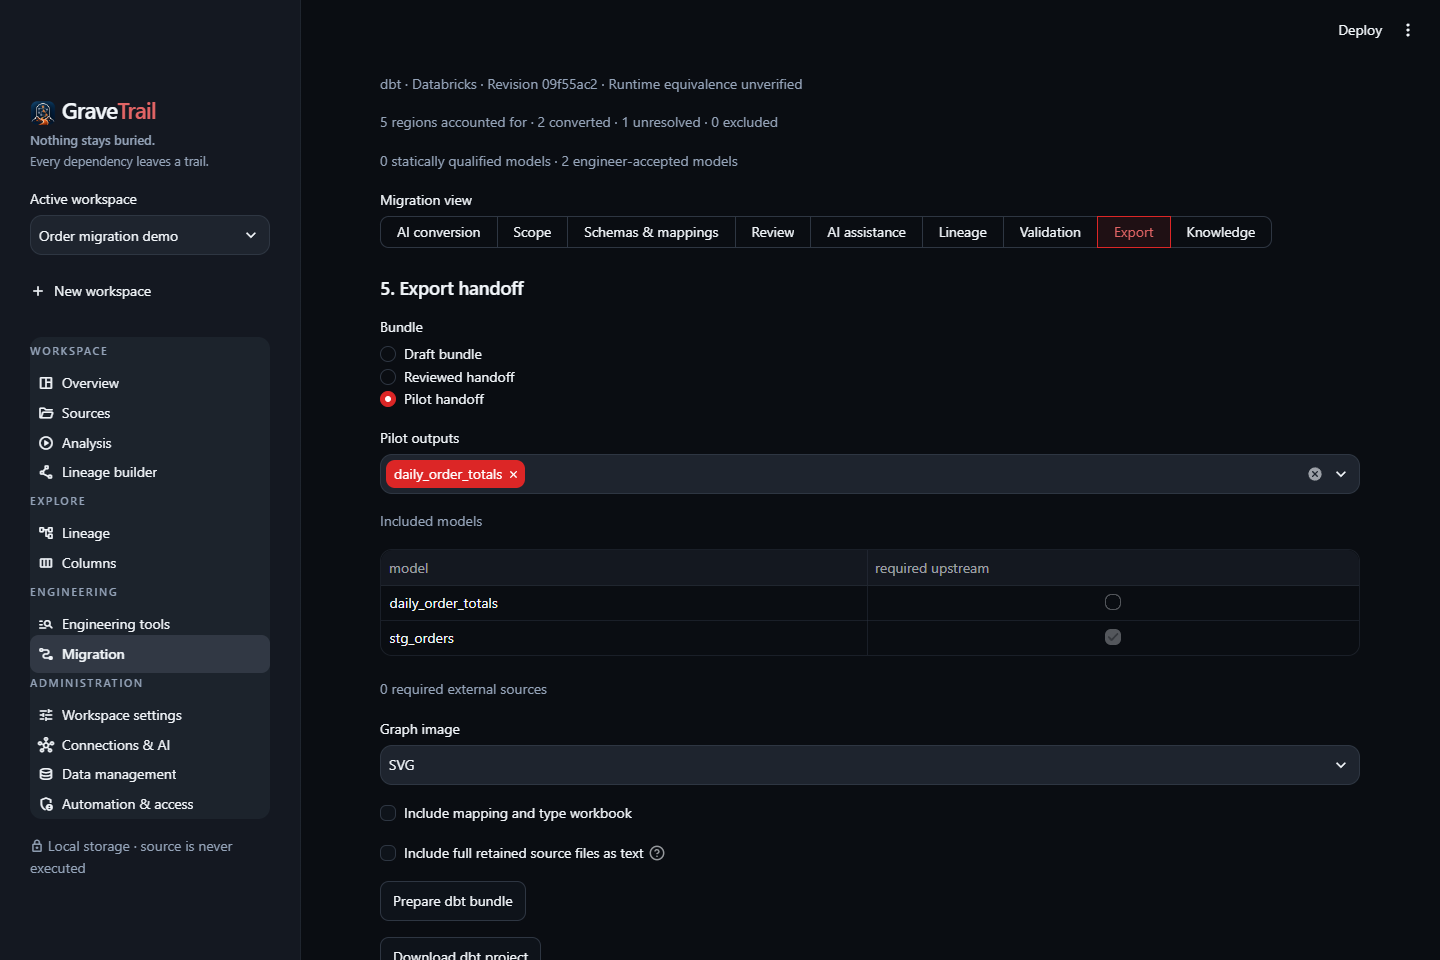 Deploy
GraveTrail
Nothing stays buried.
Every dependency leaves a trail.
Active workspace
Order migration demo
New workspace
WORKSPACE
Overview
Sources
Analysis
Lineage builder
EXPLORE
Lineage
Columns
ENGINEERING
Engineering tools
Migration
ADMINISTRATION
Workspace settings
Connections & AI
Data management
Automation & access
Local storage · source is never
executed
dbt · Databricks · Revision 09f55ac2 · Runtime equivalence unverified
5 regions accounted for · 2 converted · 1 unresolved · 0 excluded
0 statically qualified models · 2 engineer-accepted models
Migration view
AI conversion Scope Schemas & mappings Review AI assistance Lineage Validation Export Knowledge
5. Export handoff
Bundle
Draft bundle
Reviewed handoff
Pilot handoff
Pilot outputs
daily_order_totals
Included models
model required upstream
daily_order_totals
stg_orders
0 required external sources
Graph image
SVG
Include mapping and type workbook
Include full retained source files as text
Prepare dbt bundle
Download dbt project